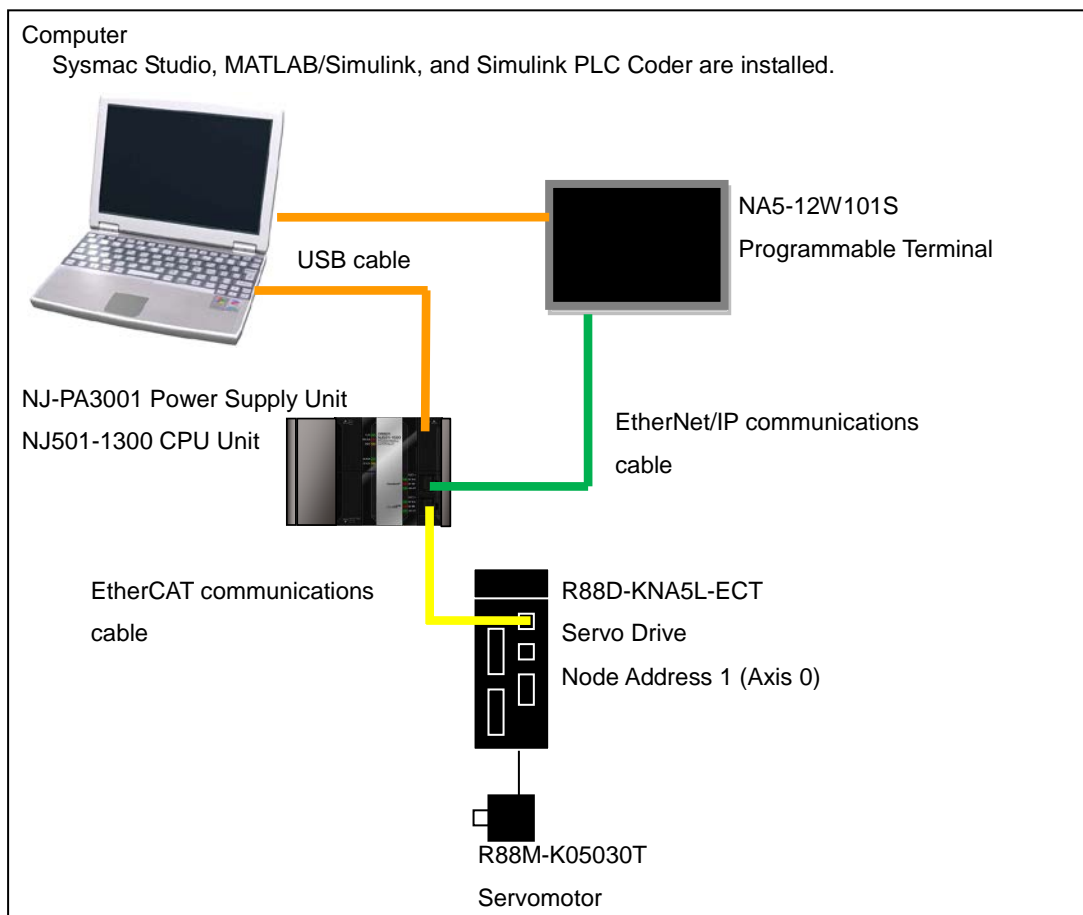 Computer
Sysmac Studio, MATLAB/Simulink, and Simulink PLC Coder are installed.
NA5-12W101S
Programmable Terminal
USB cable
NJ-PA3001 Power Supply Unit
NJ501-1300 CPU Unit
EtherNet/IP communications
cable
EtherCAT communications
cable
R88D-KNA5L-ECT
Servo Drive
Node Address 1 (Axis 0)
R88M-K05030T
Servomotor